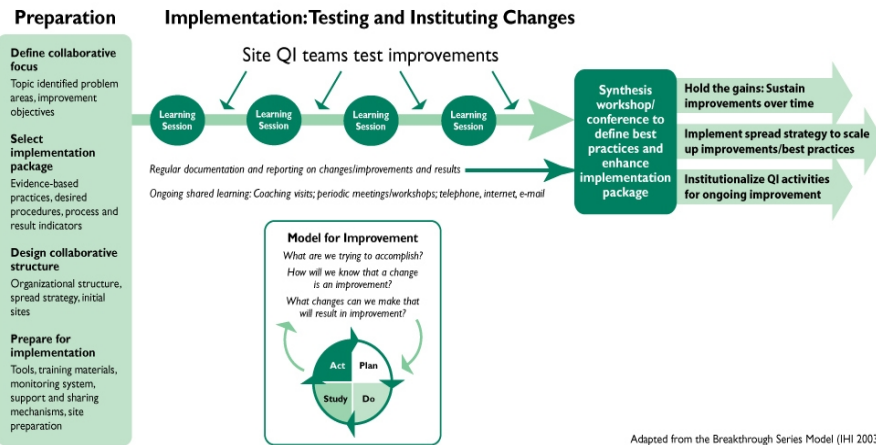 Preparation
Define collaborative
focus
Topic identified problem
areas, improvement
objectives
Select
implementation
package
Evidence-based
practices, desired
procedures, process and
result indicators
Design collaborative
structure
Organizational structure,
spread strategy, initial
sites
Prepare for
implementation
Tools, training materials,
monitoring system,
support and sharing
mechanisms, site
preparation
Implementation: Testing and Instituting Changes
Site QI teams test improvements
Learning
Session
Learning
Session
Learning
Session
Learning
Session
Regular documentation and reporting on changes/improvements and results
Ongoing shared learning: Coaching visits; periodic meetings/workshops; telephone, internet, e-mail
Synthesis
workshop/
conference to
define best
practices and
enhance
implementation
package
Hold the gains: Sustain
improvements over time
Implement spread strategy to scale
up improvements/best practices
Institutionalize QI activities
for ongoing improvement
Model for Improvement
What are we trying to accomplish?
How will we know that a change
is an improvement?
What changes can we make that
will result in improvement?
Act
Plan
Study
Do
Adapted from the Breakthrough Series Model (IHI 2003